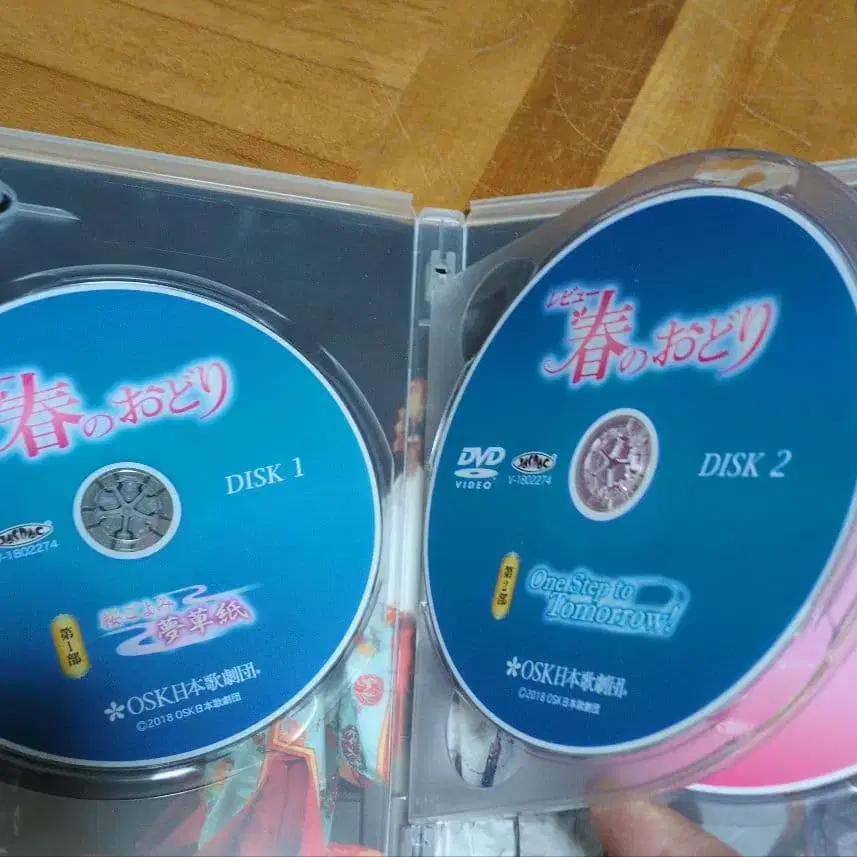 春のおどり
DISK 1
JASRAC
V-1802274
第1部
桜ごよみ
夢草紙
OSK日本歌劇団®
©2018 OSK日本歌劇団
レビュー
春のおどり
DVD
VIDEO
JASRAC
V-1802274
DISK 2
第2部
One Step to
Tomorrow!
OSK日本歌劇団®
©2018 OSK日本歌劇団